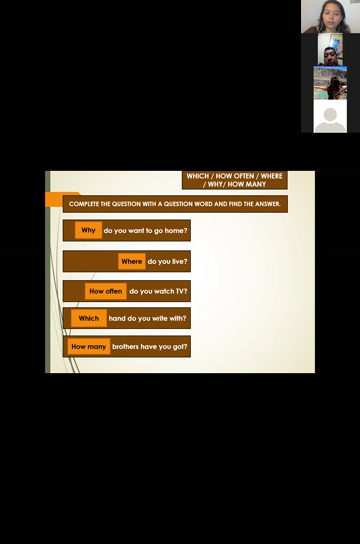 WHICH / HOW OFTEN / WHERE
/ WHY/ HOW MANY
COMPLETE THE QUESTION WITH A QUESTION WORD AND FIND THE ANSWER.
Why do you want to go home?
Where do you live?
How often do you watch TV?
Which hand do you write with?
How many brothers have you got?